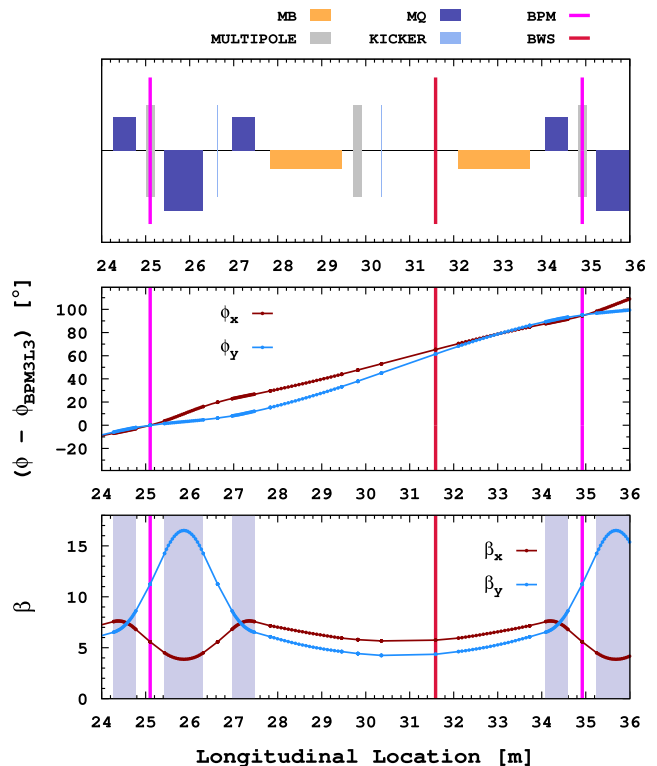 MB MQ BPM
MULTIPOLE KICKER BWS
24 25 26 27 28 29 30 31 32 33 34 35 36
(ϕ - ϕBPM3L3) [°]
100
80
60
40
20
0
-20
ϕx
ϕy
24 25 26 27 28 29 30 31 32 33 34 35 36
β
15
10
5
0
βx
βy
24 25 26 27 28 29 30 31 32 33 34 35 36
Longitudinal Location [m]